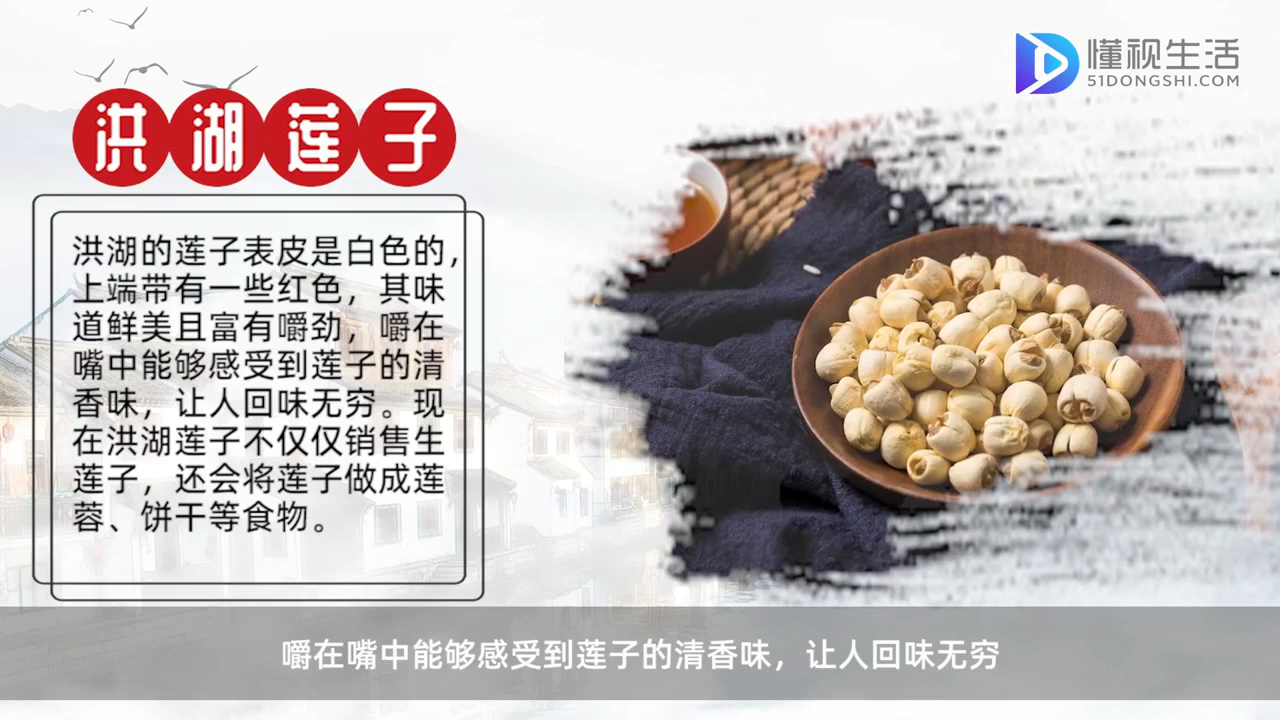 懂视生活
51DONGSHI.COM
洪湖莲子
洪湖的莲子表皮是白色的，
上端带有一些红色，其味
道鲜美且富有嚼劲，嚼在
嘴中能够感受到莲子的清
香味，让人回味无穷。现
在洪湖莲子不仅仅销售生
莲子，还会将莲子做成莲
蓉、饼干等食物。
嚼在嘴中能够感受到莲子的清香味，让人回味无穷